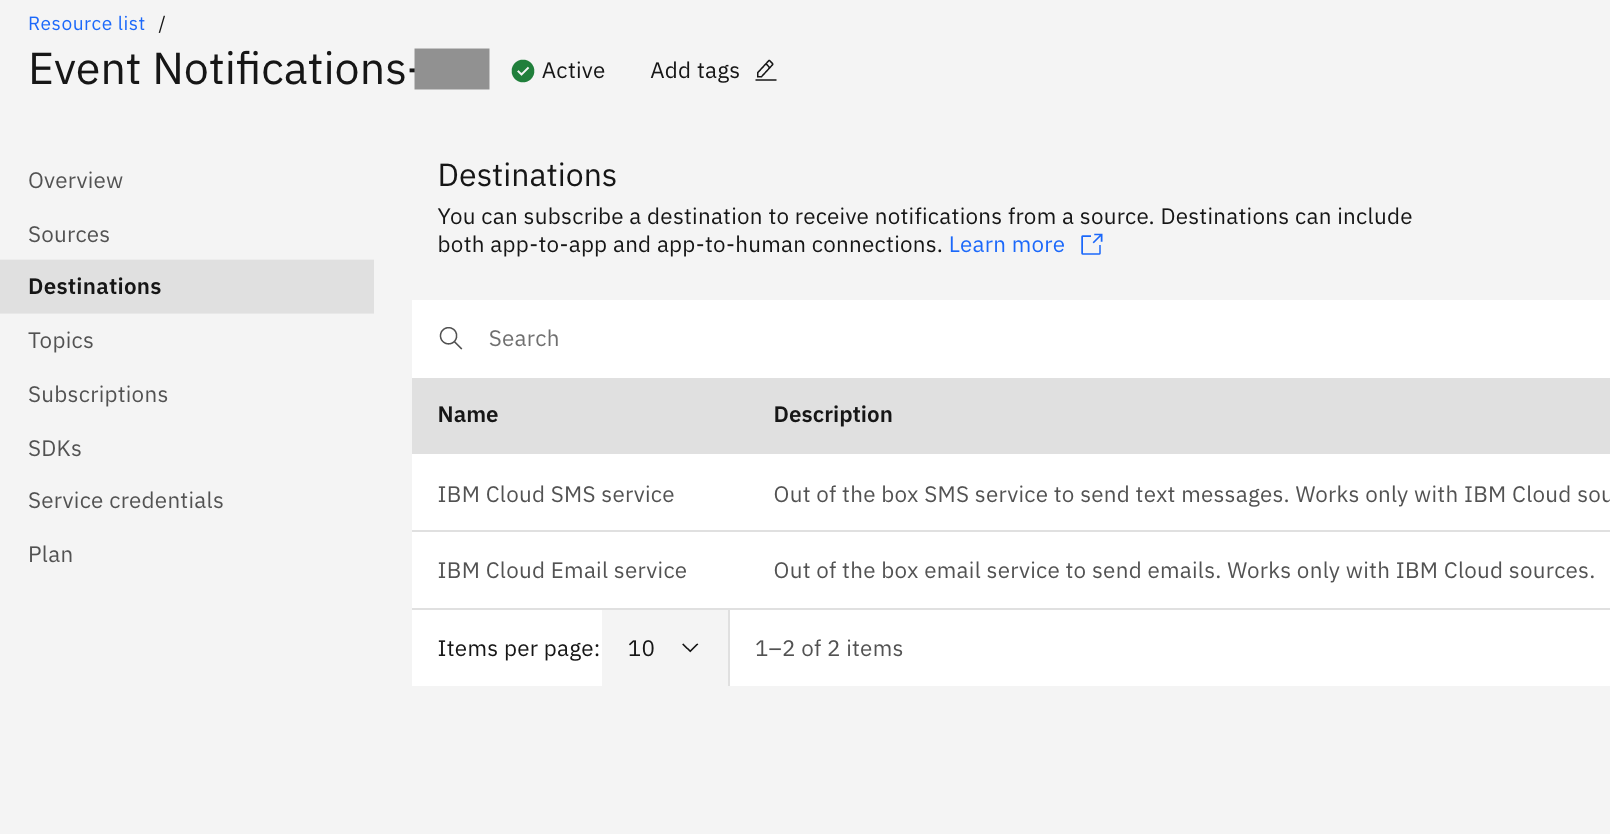 Resource list /
Event Notifications-
Active
Add tags
Overview
Sources
Destinations
Topics
Subscriptions
SDKs
Service credentials
Plan
Destinations
You can subscribe a destination to receive notifications from a source. Destinations can include
both app-to-app and app-to-human connections. Learn more
Search
Name Description
IBM Cloud SMS service Out of the box SMS service to send text messages. Works only with IBM Cloud sou
IBM Cloud Email service Out of the box email service to send emails. Works only with IBM Cloud sources.
Items per page: 10 1–2 of 2 items